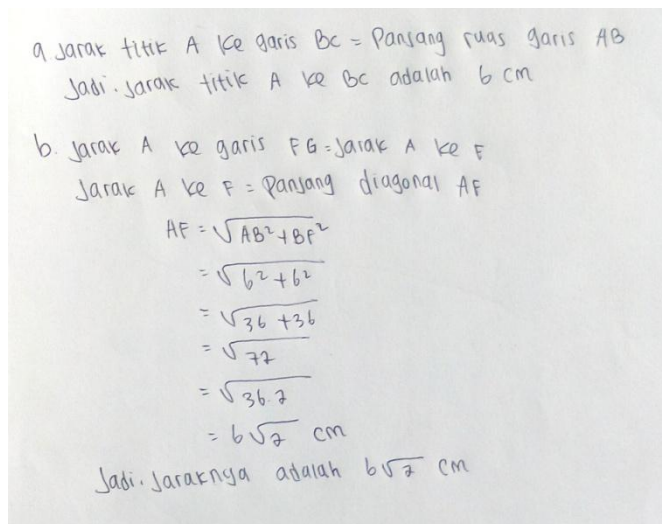 a. Jarak titik A ke garis BC = Panjang ruas garis AB
Jadi. jarak titik A ke BC adalah 6 cm
b. Jarak A ke garis FG = Jarak A ke F
Jarak A ke F = Panjang diagonal AF
AF = √AB² + BF²
= √6² + 6²
= √36 + 36
= √72
= √36.2
= 6√2 cm
Jadi. Jaraknya adalah 6√2 cm